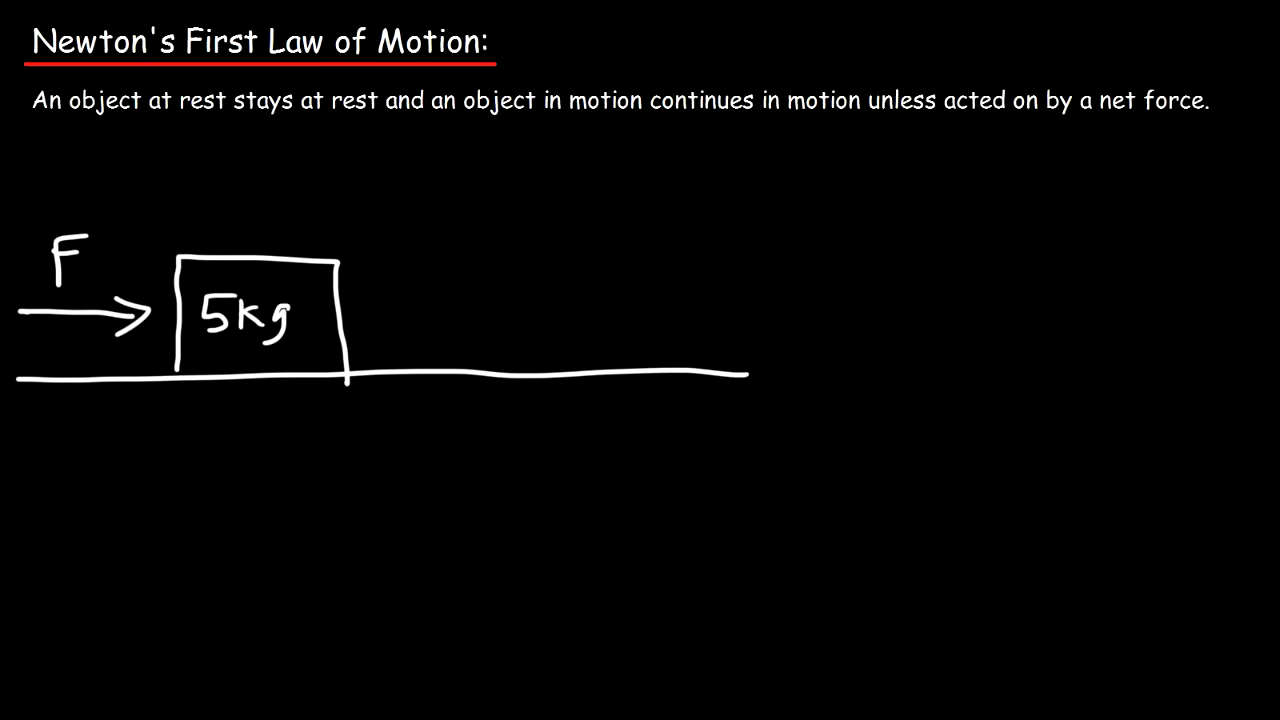 Newton's First Law of Motion:
An object at rest stays at rest and an object in motion continues in motion unless acted on by a net force.
F
5kg